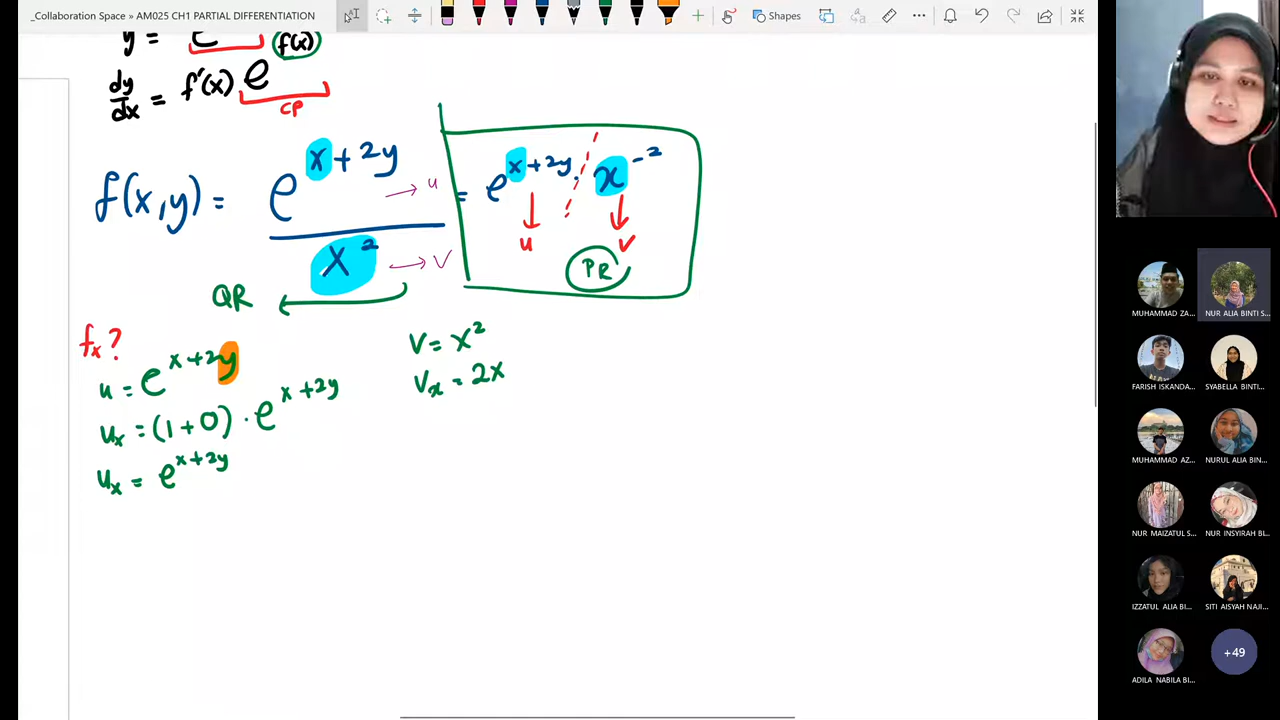 _Collaboration Space » AM025 CH1 PARTIAL DIFFERENTIATION
Shapes
y = e f(x)
dy/dx = f'(x) e
CP
f(x,y) = e^(x+2y) / x² = e^(x+2y) · x^-2
→ u
→ V
u
v
PR
QR
fx?
u = e^(x+2y)
ux = (1+0) · e^(x+2y)
ux = e^(x+2y)
V = x²
Vx = 2x
MUHAMMAD ZA...
NUR ALIA BINTI S...
FARISH ISKANDA...
SYABELLA BINTI...
MUHAMMAD AZ...
NURUL ALIA BIN...
NUR MAIZATUL S...
NUR INSYIRAH BI...
IZZATUL ALIA BI...
SITI AISYAH NAJI...
ADILA NABILA BI...
+49